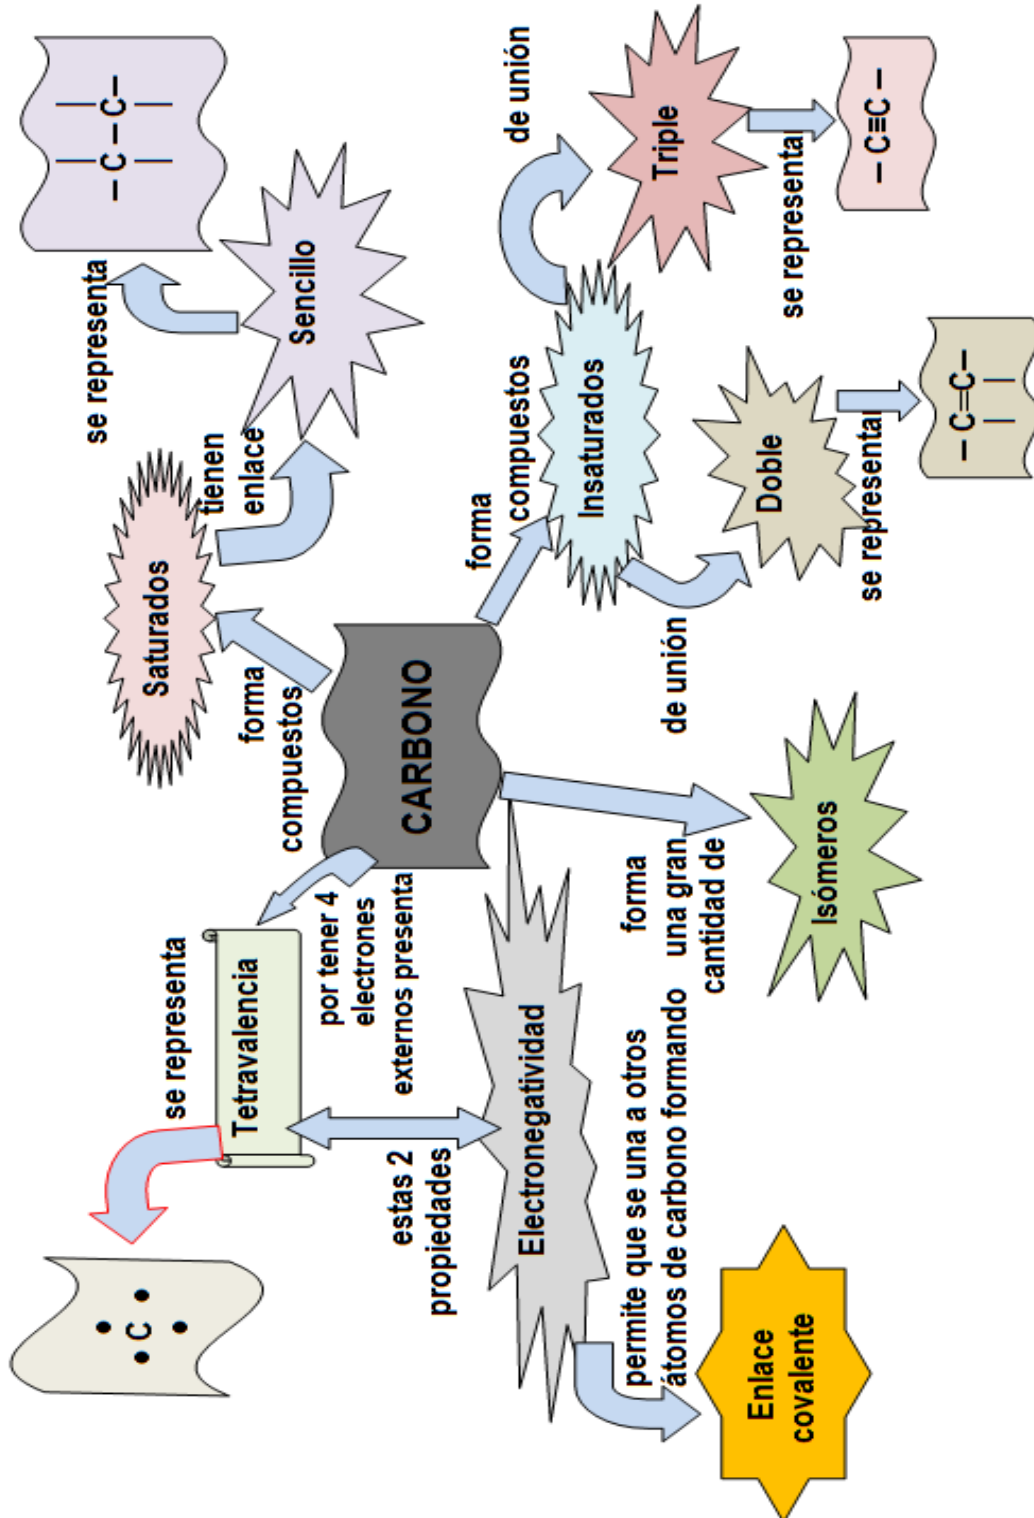 • C •
se representa
Tetravalencia
por tener 4
electrones
externos presenta
estas 2
propiedades
Electronegatividad
permite que se una a otros
átomos de carbono formando
Enlace
covalente
CARBONO
forma
compuestos
Saturados
tienen
enlace
Sencillo
se representa
– C – C –
forma
compuestos
Insaturados
de unión
Doble
se representa
– C = C –
de unión
Triple
se representa
– C ≡ C –
forma
una gran
cantidad de
Isómeros